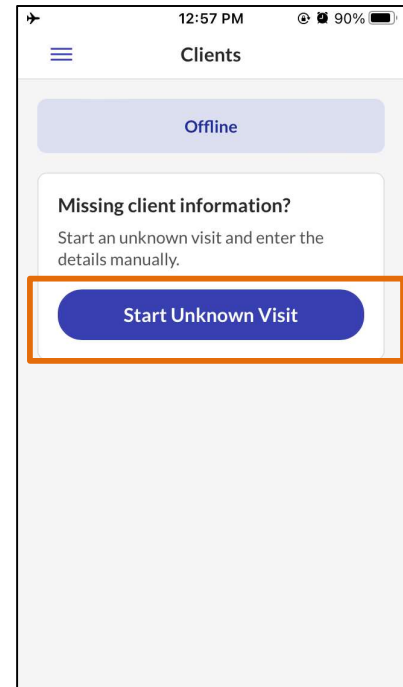 12:57 PM 90%
Clients
Offline
Missing client information?
Start an unknown visit and enter the
details manually.
Start Unknown Visit